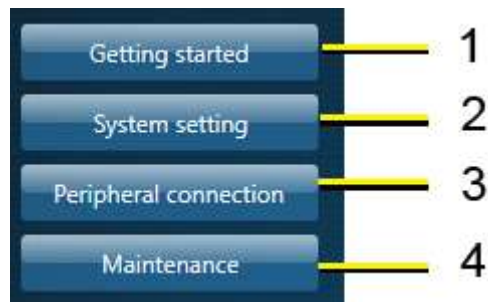 Getting started 1
System setting 2
Peripheral connection 3
Maintenance 4